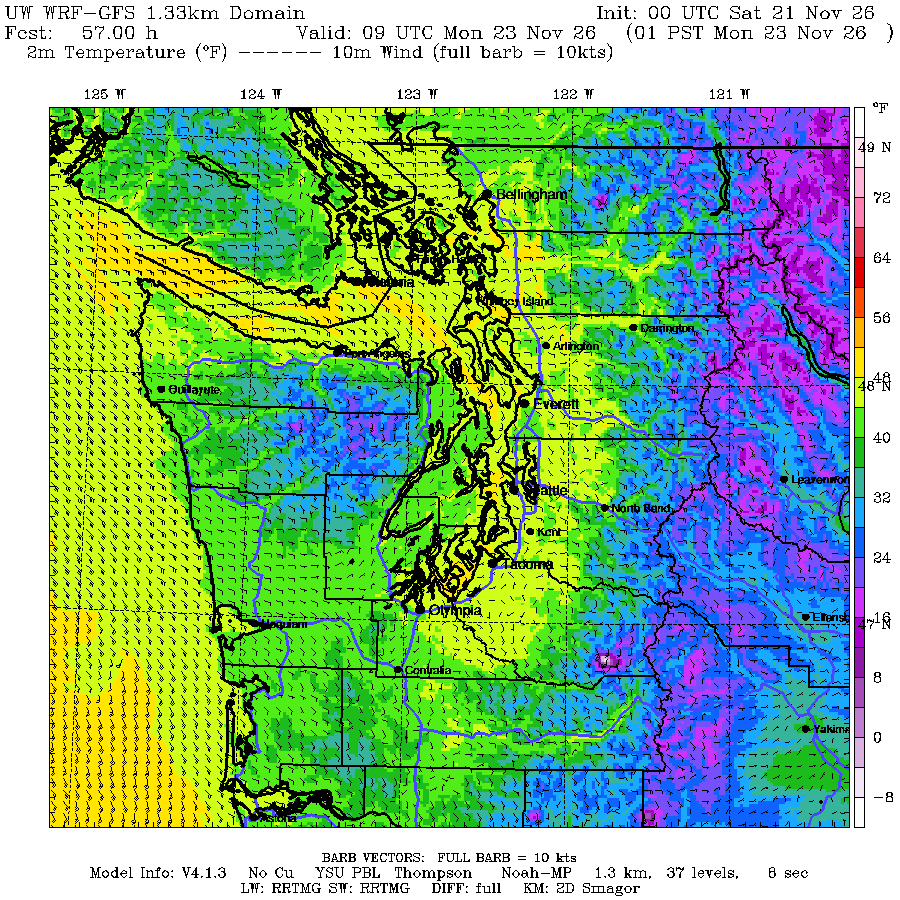 UW WRF-GFS 1.33km Domain Init: 00 UTC Sat 21 Nov 26
Fcst: 57.00 h Valid: 09 UTC Mon 23 Nov 26 (01 PST Mon 23 Nov 26 )
2m Temperature (°F) ------ 10m Wind (full barb = 10kts)
125 W 124 W 123 W 122 W 121 W
°F
49 N
72
Bellingham
64
Island
56
Darrington
Arlington
Port Angeles
48
48 N
Quillayute
Everett
40
Leavenwor
Seattle
32
North Bend
Kent
24
Tacoma
Olympia
16
47 N
Ellensb
Hoquiam
Centralia
8
Yakima
0
-8
Astoria
BARB VECTORS: FULL BARB = 10 kts
Model Info: V4.1.3 No Cu YSU PBL Thompson Noah-MP 1.3 km, 37 levels, 8 sec
LW: RRTMG SW: RRTMG DIFF: full KM: 2D Smagor